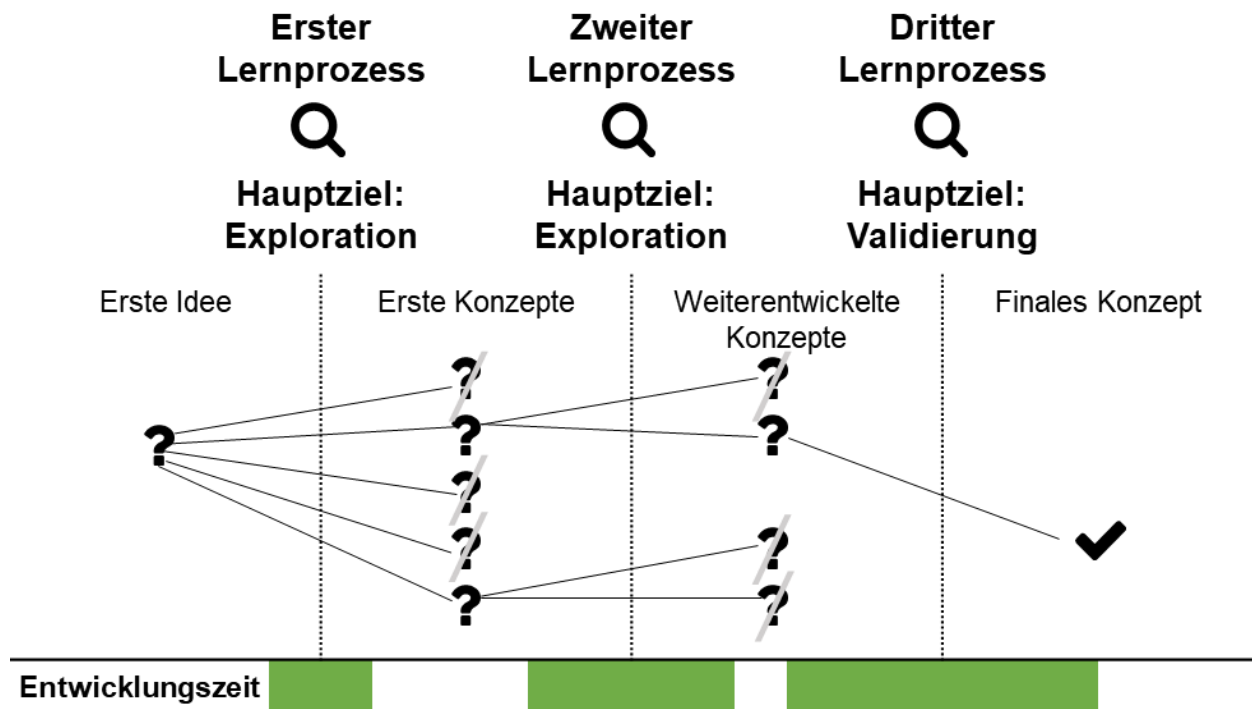 Erster
Lernprozess
Hauptziel:
Exploration
Zweiter
Lernprozess
Hauptziel:
Exploration
Dritter
Lernprozess
Hauptziel:
Validierung
Erste Idee
Erste Konzepte
Weiterentwickelte
Konzepte
Finales Konzept
?
?
?
?
?
?
?
?
?
?
Entwicklungszeit